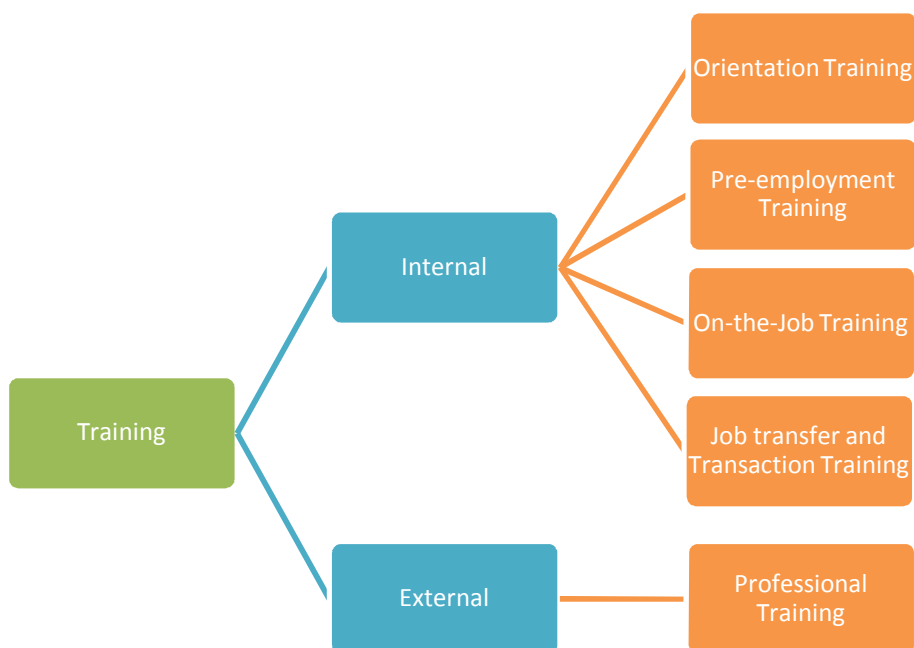 Orientation Training
Pre-employment
Training
Internal
On-the-Job Training
Training
Job transfer and
Transaction Training
External
Professional
Training